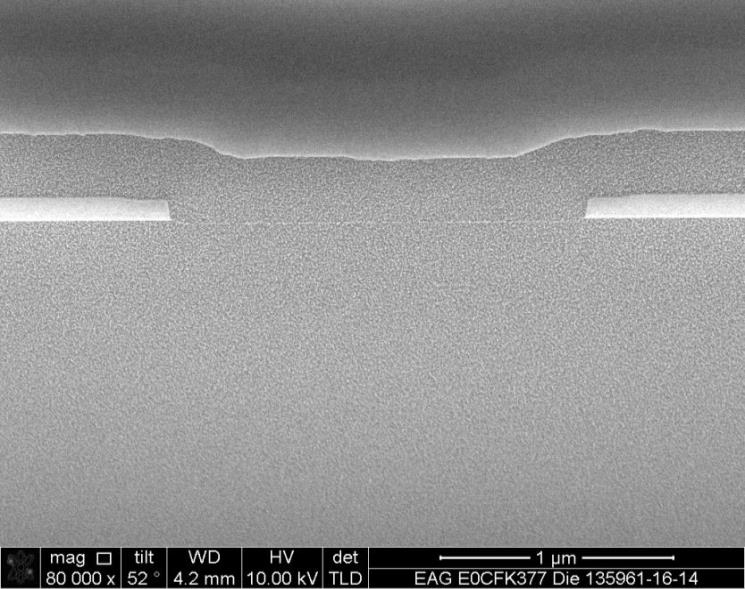 mag tilt WD HV det 1 µm
80 000 x 52 ° 4.2 mm 10.00 kV TLD EAG E0CFK377 Die 135961-16-14